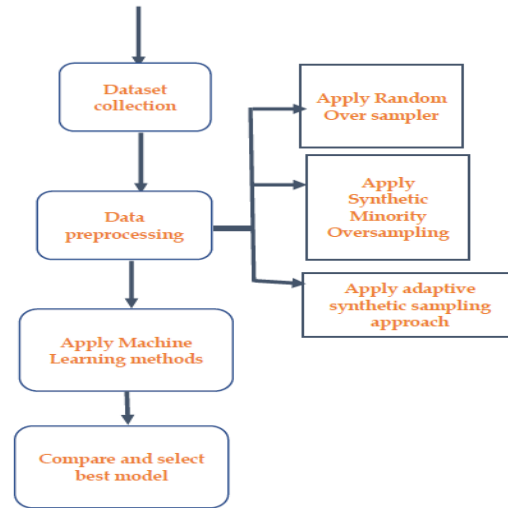 Dataset
collection
Apply Random
Over sampler
Apply
Synthetic
Minority
Oversampling
Data
preprocessing
Apply adaptive
synthetic sampling
approach
Apply Machine
Learning methods
Compare and select
best model